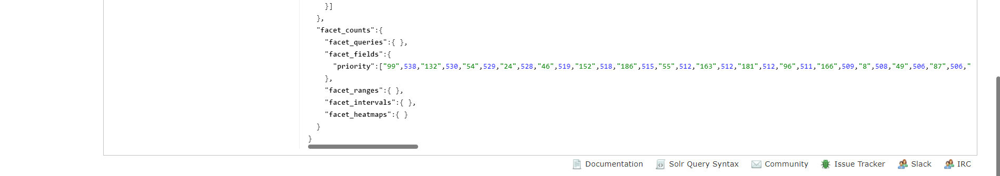 }]
},
"facet_counts":{
"facet_queries":{ },
"facet_fields":{
"priority":["99",538,"132",530,"54",529,"24",528,"46",519,"152",518,"186",515,"55",512,"163",512,"181",512,"96",511,"166",509,"8",508,"49",506,"87",506,"
},
"facet_ranges":{ },
"facet_intervals":{ },
"facet_heatmaps":{ }
}
}
Documentation Solr Query Syntax Community Issue Tracker Slack IRC